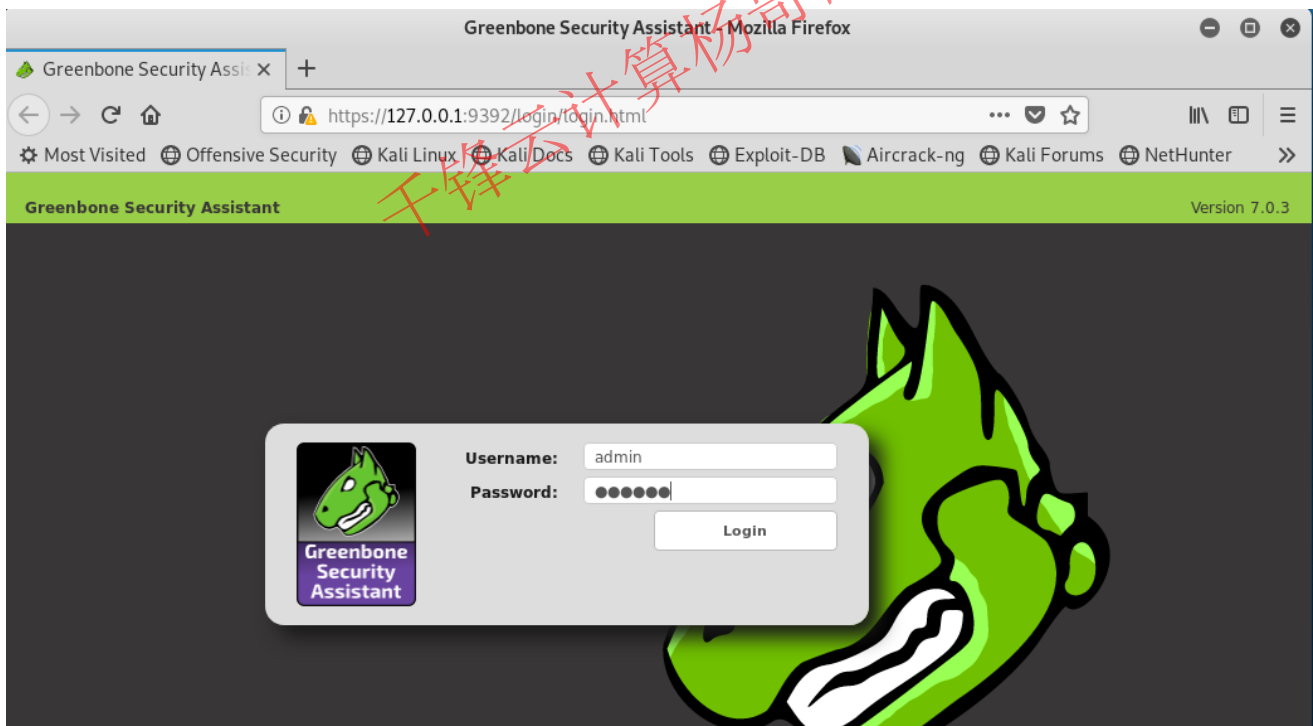 Greenbone Security Assistant - Mozilla Firefox
Greenbone Security Assis
https://127.0.0.1:9392/login/login.html
Most Visited Offensive Security Kali Linux Kali Docs Kali Tools Exploit-DB Aircrack-ng Kali Forums NetHunter
千锋云计算杨哥
Greenbone Security Assistant Version 7.0.3
Username: admin
Password: ●●●●●●
Login
Greenbone
Security
Assistant